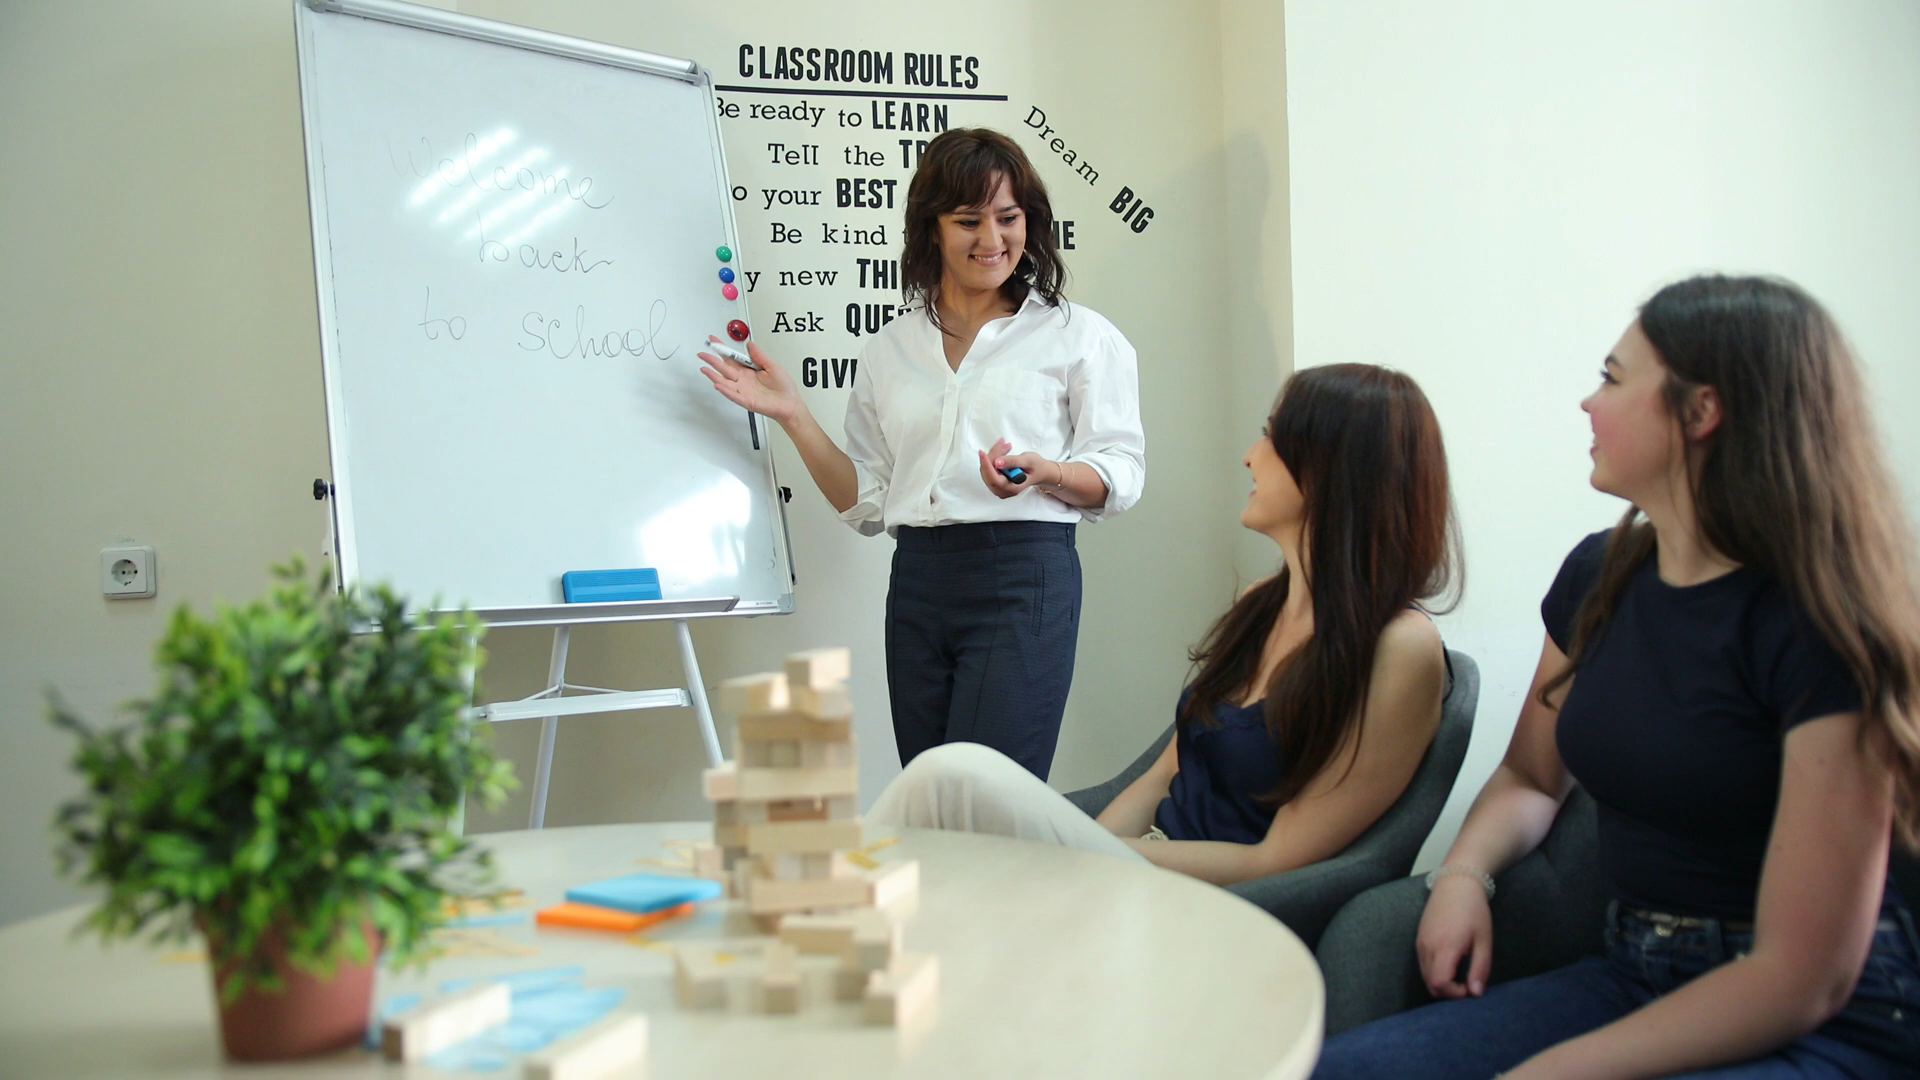 Welcome
back
to school
CLASSROOM RULES
Be ready to LEARN
Tell the
your BEST
Be kind
new
Ask
Dream BIG